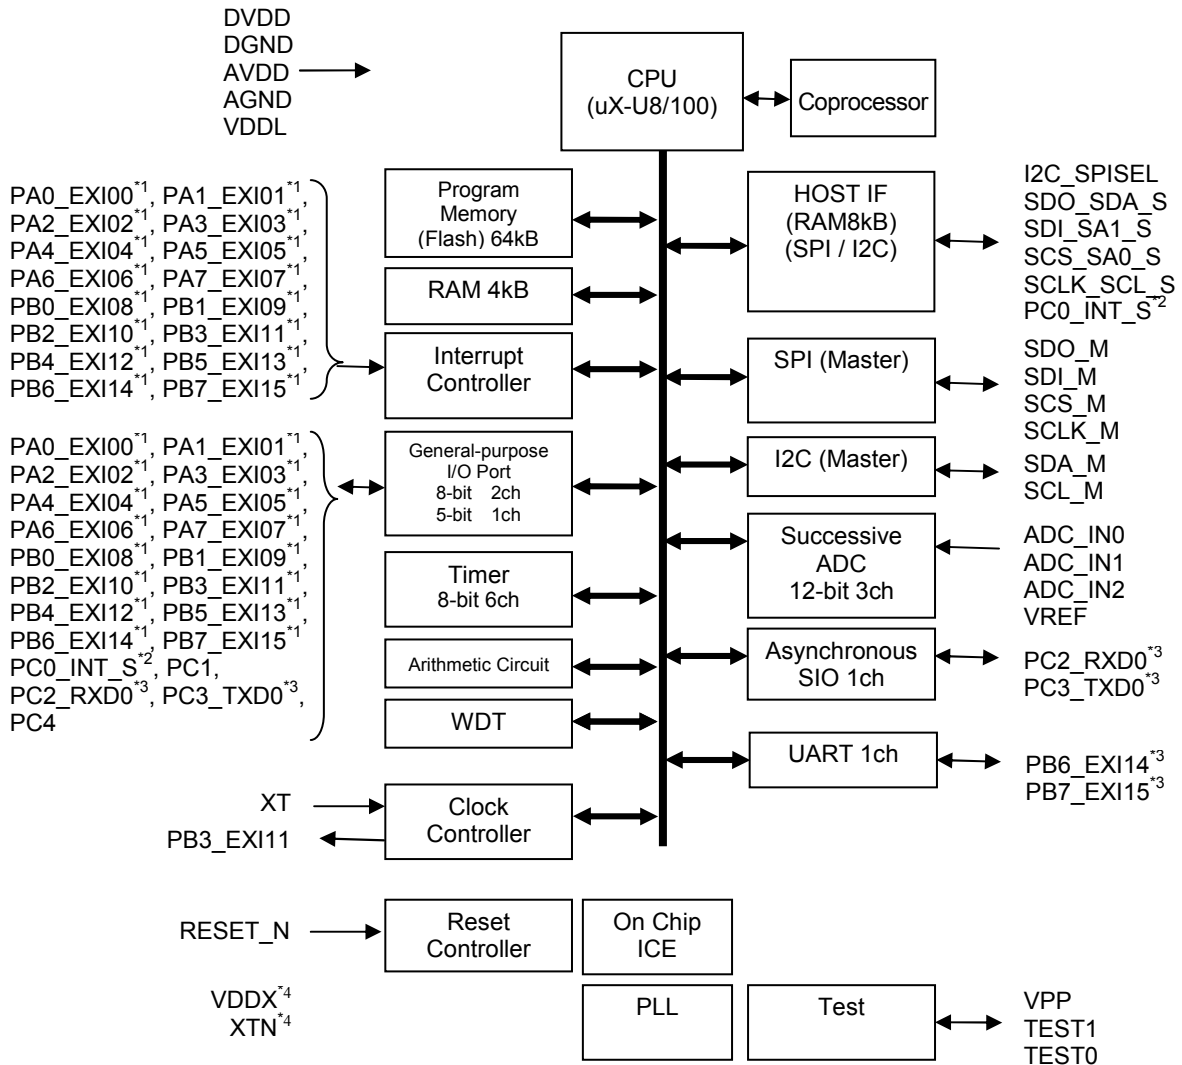 DVDD
DGND
AVDD
AGND
VDDL
CPU
(uX-U8/100)
Coprocessor
PA0_EXI00*1, PA1_EXI01*1,
PA2_EXI02*1, PA3_EXI03*1,
PA4_EXI04*1, PA5_EXI05*1,
PA6_EXI06*1, PA7_EXI07*1,
PB0_EXI08*1, PB1_EXI09*1,
PB2_EXI10*1, PB3_EXI11*1,
PB4_EXI12*1, PB5_EXI13*1,
PB6_EXI14*1, PB7_EXI15*1
Program
Memory
(Flash) 64kB
RAM 4kB
Interrupt
Controller
HOST IF
(RAM8kB)
(SPI / I2C)
I2C_SPISEL
SDO_SDA_S
SDI_SA1_S
SCS_SA0_S
SCLK_SCL_S
PC0_INT_S*2
SPI (Master)
SDO_M
SDI_M
SCS_M
SCLK_M
PA0_EXI00*1, PA1_EXI01*1,
PA2_EXI02*1, PA3_EXI03*1,
PA4_EXI04*1, PA5_EXI05*1,
PA6_EXI06*1, PA7_EXI07*1,
PB0_EXI08*1, PB1_EXI09*1,
PB2_EXI10*1, PB3_EXI11*1,
PB4_EXI12*1, PB5_EXI13*1,
PB6_EXI14*1, PB7_EXI15*1
PC0_INT_S*2, PC1,
PC2_RXD0*3, PC3_TXD0*3,
PC4
General-purpose
I/O Port
8-bit 2ch
5-bit 1ch
Timer
8-bit 6ch
Arithmetic Circuit
WDT
I2C (Master)
SDA_M
SCL_M
Successive
ADC
12-bit 3ch
ADC_IN0
ADC_IN1
ADC_IN2
VREF
Asynchronous
SIO 1ch
PC2_RXD0*3
PC3_TXD0*3
UART 1ch
PB6_EXI14*3
PB7_EXI15*3
XT
PB3_EXI11
Clock
Controller
RESET_N
Reset
Controller
On Chip
ICE
VDDX*4
XTN*4
PLL
Test
VPP
TEST1
TEST0